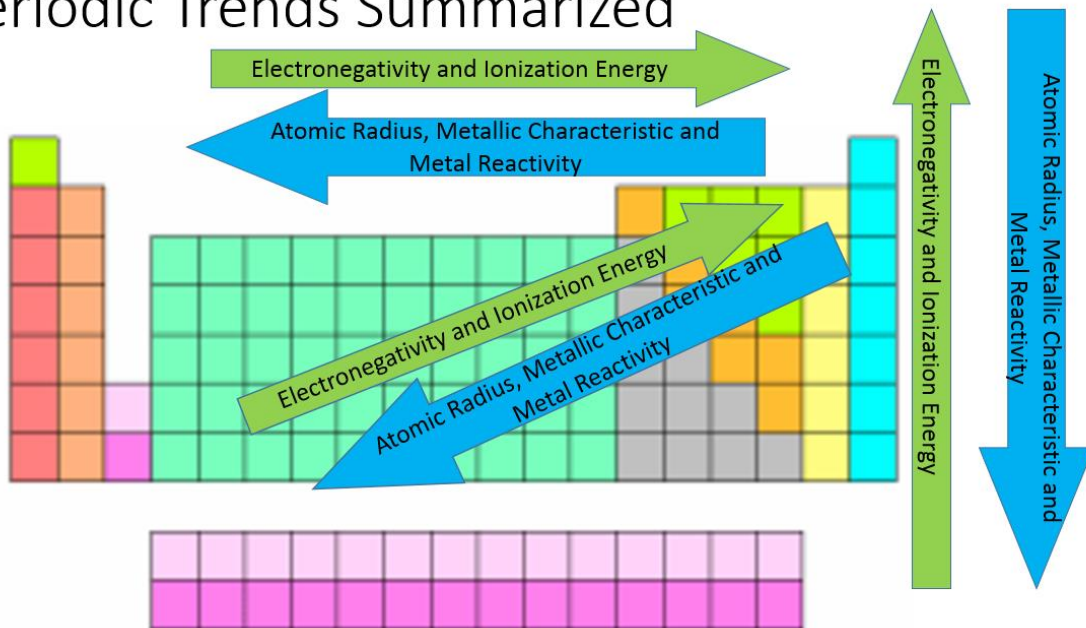 eriodic Trends Summarized
Electronegativity and Ionization Energy
Atomic Radius, Metallic Characteristic and
Metal Reactivity
Electronegativity and Ionization Energy
Atomic Radius, Metallic Characteristic and
Metal Reactivity
Electronegativity and Ionization Energy
Atomic Radius, Metallic Characteristic and
Metal Reactivity